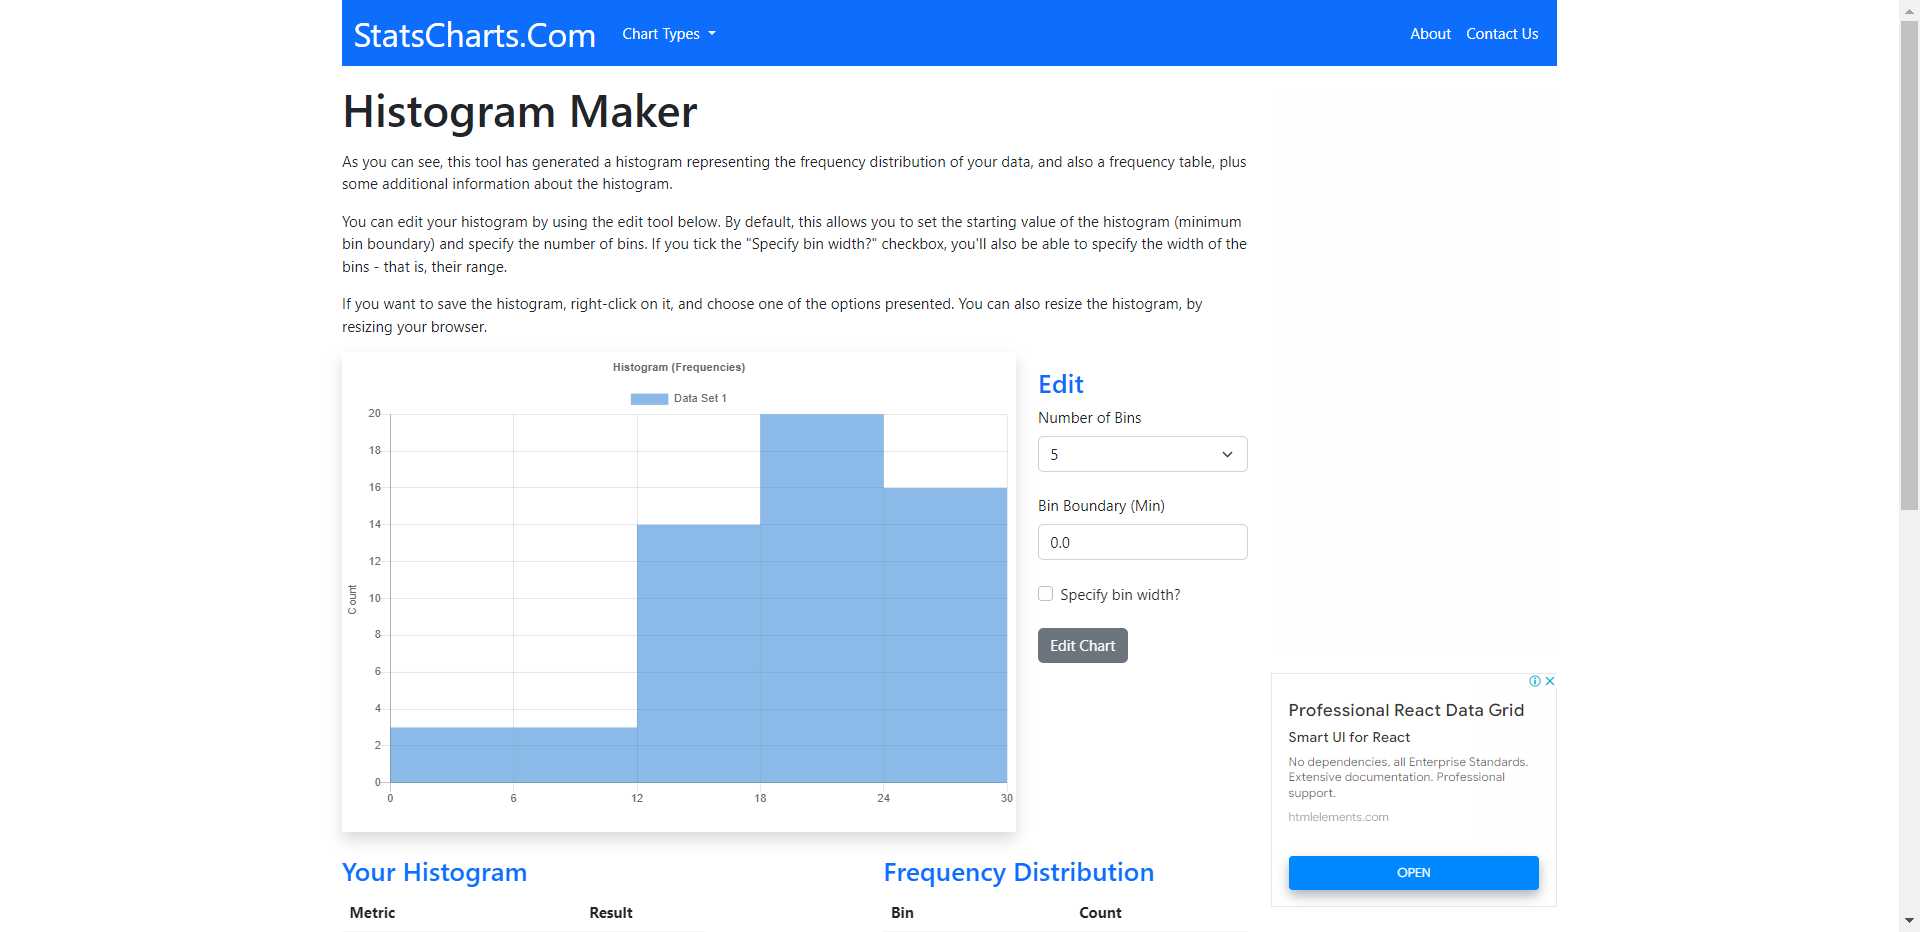 StatsCharts.Com
Chart Types
About
Contact Us
Histogram Maker
As you can see, this tool has generated a histogram representing the frequency distribution of your data, and also a frequency table, plus
some additional information about the histogram.
You can edit your histogram by using the edit tool below. By default, this allows you to set the starting value of the histogram (minimum
bin boundary) and specify the number of bins. If you tick the "Specify bin width?" checkbox, you'll also be able to specify the width of the
bins - that is, their range.
If you want to save the histogram, right-click on it, and choose one of the options presented. You can also resize the histogram, by
resizing your browser.
Histogram (Frequencies)
Data Set 1
20
18
16
14
12
10
8
6
4
2
0
Count
0
6
12
18
24
30
Edit
Number of Bins
5
Bin Boundary (Min)
0.0
Specify bin width?
Edit Chart
Professional React Data Grid
Smart UI for React
No dependencies, all Enterprise Standards.
Extensive documentation. Professional
support.
htmlelements.com
OPEN
Your Histogram
Metric
Result
Frequency Distribution
Bin
Count